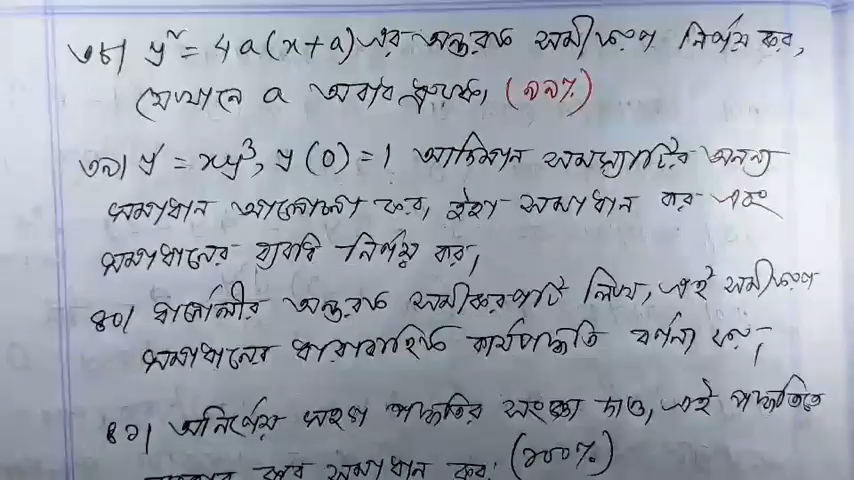 ৩৮। y² = 4a(x+a) এর অন্তরজ সমীকরণ নির্ণয় কর,
যেখানে a অবাধ ধ্রুবক। (৯৯%)
৩৯। y' = xy³, y(0) = 1 আদিমান সমস্যাটির অনন্য
সমাধান আলোচনা কর, ইহা সমাধান কর এবং
সমাধানের ব্যবধি নির্ণয় কর।
৪০। বার্নোলীর অন্তরজ সমীকরণটি লিখ, এই সমীকরণ
সমাধানের ধারাবাহিক কার্যপদ্ধতি বর্ণনা কর।
৪১। অনির্ণেয় সহগ পদ্ধতির সংজ্ঞা দাও, এই পদ্ধতিতে
সমাধান কর। (১০০%)